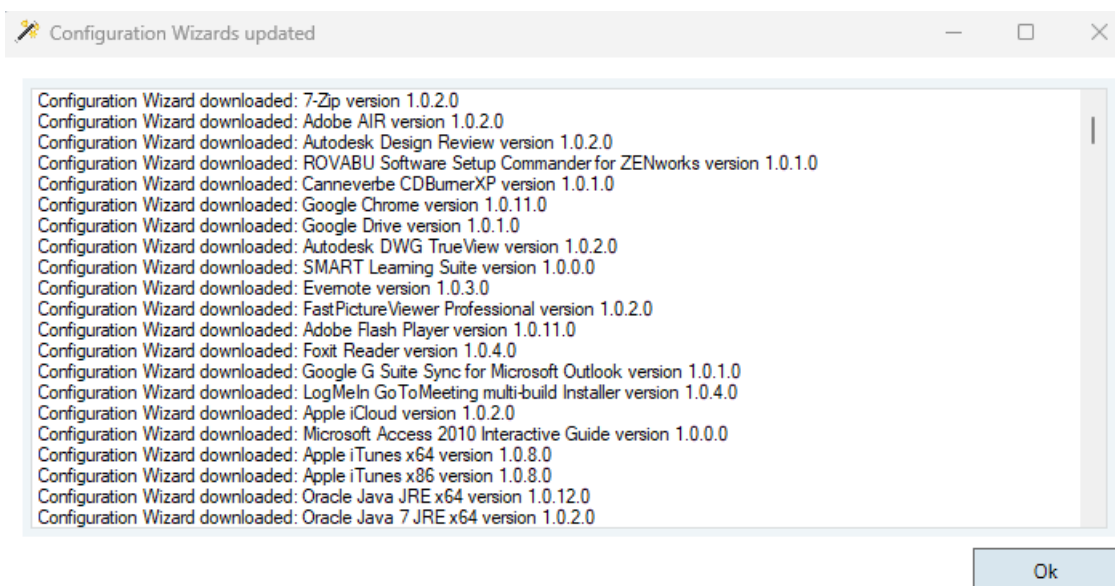 Configuration Wizards updated
Configuration Wizard downloaded: 7-Zip version 1.0.2.0
Configuration Wizard downloaded: Adobe AIR version 1.0.2.0
Configuration Wizard downloaded: Autodesk Design Review version 1.0.2.0
Configuration Wizard downloaded: ROVABU Software Setup Commander for ZENworks version 1.0.1.0
Configuration Wizard downloaded: Canneverbe CDBurnerXP version 1.0.1.0
Configuration Wizard downloaded: Google Chrome version 1.0.11.0
Configuration Wizard downloaded: Google Drive version 1.0.1.0
Configuration Wizard downloaded: Autodesk DWG TrueView version 1.0.2.0
Configuration Wizard downloaded: SMART Learning Suite version 1.0.0.0
Configuration Wizard downloaded: Evernote version 1.0.3.0
Configuration Wizard downloaded: FastPictureViewer Professional version 1.0.2.0
Configuration Wizard downloaded: Adobe Flash Player version 1.0.11.0
Configuration Wizard downloaded: Foxit Reader version 1.0.4.0
Configuration Wizard downloaded: Google G Suite Sync for Microsoft Outlook version 1.0.1.0
Configuration Wizard downloaded: LogMeIn GoToMeeting multi-build Installer version 1.0.4.0
Configuration Wizard downloaded: Apple iCloud version 1.0.2.0
Configuration Wizard downloaded: Microsoft Access 2010 Interactive Guide version 1.0.0.0
Configuration Wizard downloaded: Apple iTunes x64 version 1.0.8.0
Configuration Wizard downloaded: Apple iTunes x86 version 1.0.8.0
Configuration Wizard downloaded: Oracle Java JRE x64 version 1.0.12.0
Configuration Wizard downloaded: Oracle Java 7 JRE x64 version 1.0.2.0
Ok